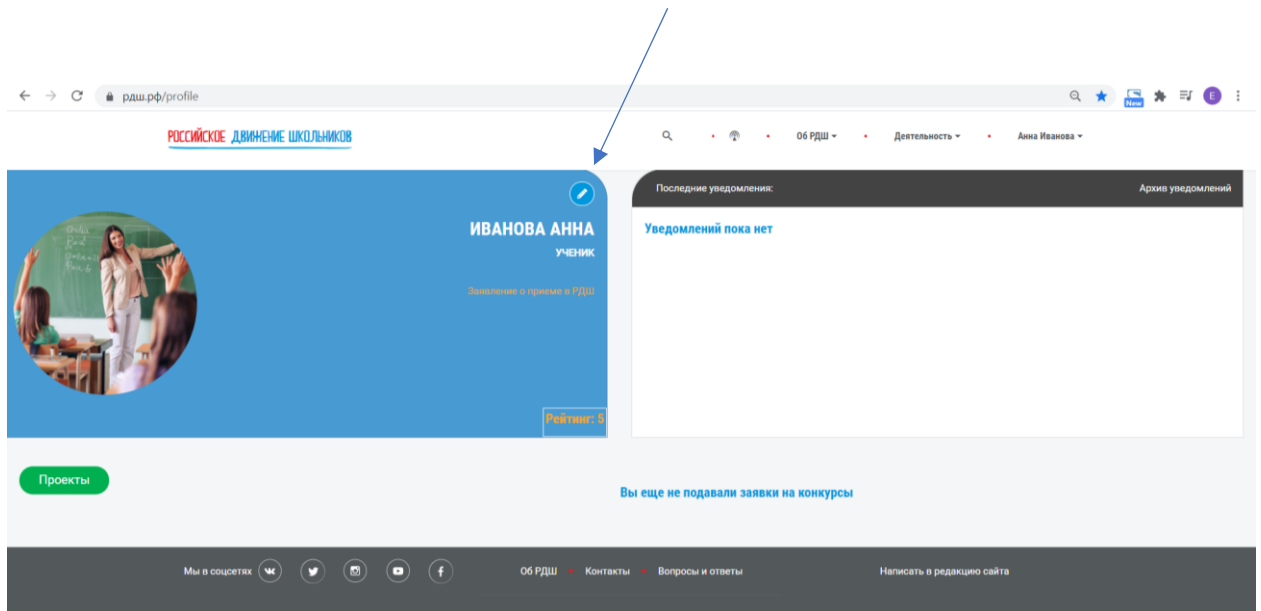 рдш.рф/profile
New
E
РОССИЙСКОЕ ДВИЖЕНИЕ ШКОЛЬНИКОВ
Об РДШ
Деятельность
Анна Иванова
Последние уведомления:
Архив уведомлений
ИВАНОВА АННА
УЧЕНИК
Заявление о приеме в РДШ
Рейтинг: 5
Уведомлений пока нет
Проекты
Вы еще не подавали заявки на конкурсы
Мы в соцсетях
Об РДШ
Контакты
Вопросы и ответы
Написать в редакцию сайта